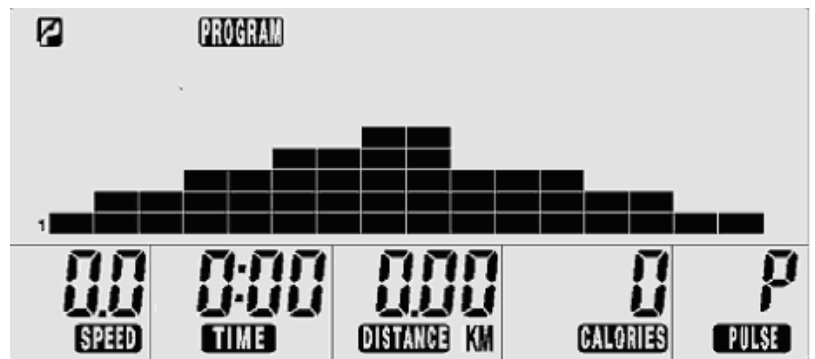 PROGRAM
1
0.0 0:00 0.00 0 P
SPEED TIME DISTANCE KM CALORIES PULSE